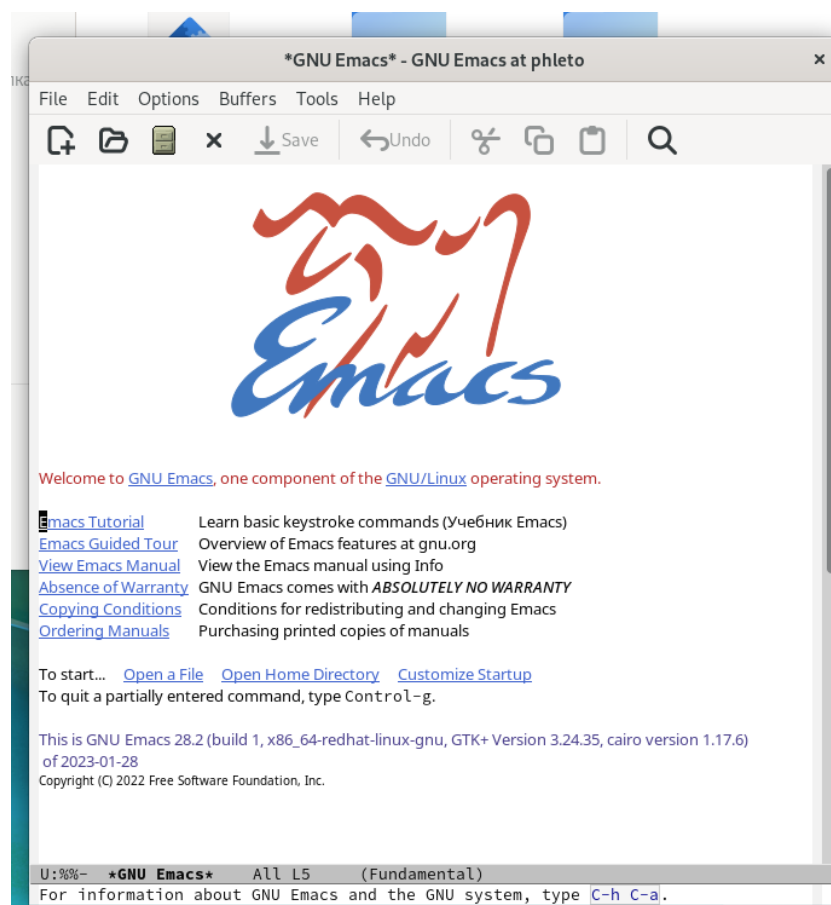 *GNU Emacs* - GNU Emacs at phleto
File Edit Options Buffers Tools Help
Save Undo
Emacs
Welcome to GNU Emacs, one component of the GNU/Linux operating system.
Emacs Tutorial Learn basic keystroke commands (Учебник Emacs)
Emacs Guided Tour Overview of Emacs features at gnu.org
View Emacs Manual View the Emacs manual using Info
Absence of Warranty GNU Emacs comes with ABSOLUTELY NO WARRANTY
Copying Conditions Conditions for redistributing and changing Emacs
Ordering Manuals Purchasing printed copies of manuals
To start... Open a File Open Home Directory Customize Startup
To quit a partially entered command, type Control-g.
This is GNU Emacs 28.2 (build 1, x86_64-redhat-linux-gnu, GTK+ Version 3.24.35, cairo version 1.17.6)
of 2023-01-28
Copyright (C) 2022 Free Software Foundation, Inc.
U:%%- *GNU Emacs* All L5 (Fundamental)
For information about GNU Emacs and the GNU system, type C-h C-a.